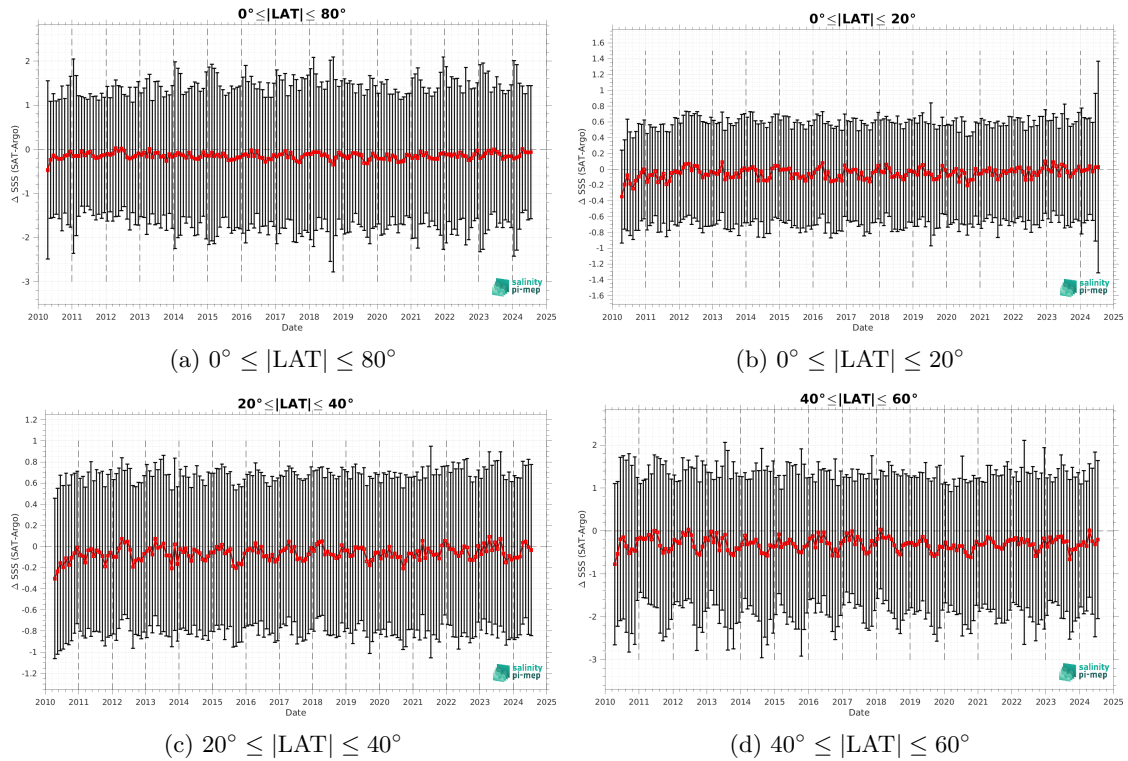 0°≤|LAT|≤ 80°
Δ SSS (SAT-Argo)
2
1
0
-1
-2
-3
2010 2011 2012 2013 2014 2015 2016 2017 2018 2019 2020 2021 2022 2023 2024 2025
Date
salinity
pi-mep
(a) 0° ≤ |LAT| ≤ 80°
0°≤|LAT|≤ 20°
Δ SSS (SAT-Argo)
1.6
1.4
1.2
1
0.8
0.6
0.4
0.2
0
-0.2
-0.4
-0.6
-0.8
-1
-1.2
-1.4
-1.6
2010 2011 2012 2013 2014 2015 2016 2017 2018 2019 2020 2021 2022 2023 2024 2025
Date
salinity
pi-mep
(b) 0° ≤ |LAT| ≤ 20°
20°≤|LAT|≤ 40°
Δ SSS (SAT-Argo)
1.2
1
0.8
0.6
0.4
0.2
0
-0.2
-0.4
-0.6
-0.8
-1
-1.2
2010 2011 2012 2013 2014 2015 2016 2017 2018 2019 2020 2021 2022 2023 2024 2025
Date
salinity
pi-mep
(c) 20° ≤ |LAT| ≤ 40°
40°≤|LAT|≤ 60°
Δ SSS (SAT-Argo)
2
1
0
-1
-2
-3
2010 2011 2012 2013 2014 2015 2016 2017 2018 2019 2020 2021 2022 2023 2024 2025
Date
salinity
pi-mep
(d) 40° ≤ |LAT| ≤ 60°